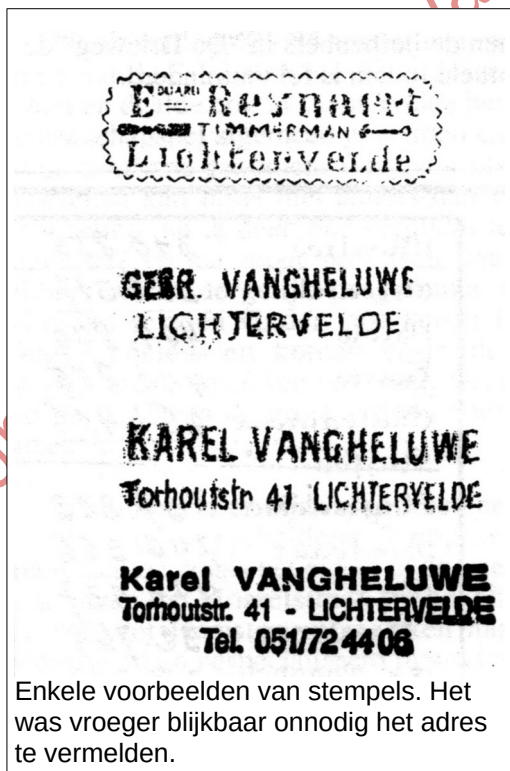 EDUARD Reynaert
TIMMERMAN
Lichtervelde
GEBR. VANGHELUWE
LICHTERVELDE
KAREL VANGHELUWE
Torhoutstr. 41 LICHTERVELDE
Karel VANGHELUWE
Torhoutstr. 41 - LICHTERVELDE
Tel. 051/72 44 06
Enkele voorbeelden van stempels. Het
was vroeger blijkbaar onnodig het adres
te vermelden.